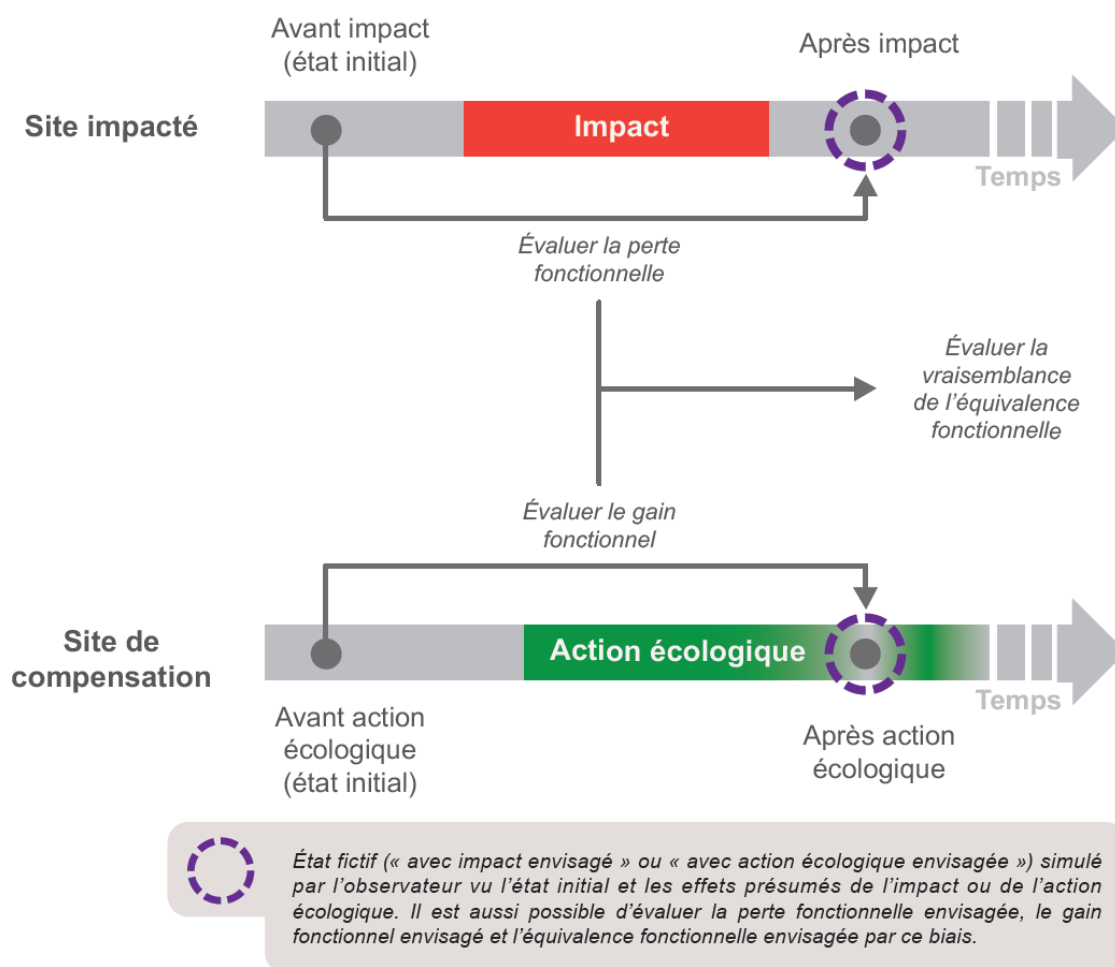 Avant impact
(état initial)
Après impact
Site impacté
Impact
Temps
Évaluer la perte
fonctionnelle
Évaluer la
vraisemblance
de l'équivalence
fonctionnelle
Évaluer le gain
fonctionnel
Site de
compensation
Action écologique
Temps
Avant action
écologique
(état initial)
Après action
écologique
État fictif (« avec impact envisagé » ou « avec action écologique envisagée ») simulé
par l'observateur vu l'état initial et les effets présumés de l'impact ou de l'action
écologique. Il est aussi possible d'évaluer la perte fonctionnelle envisagée, le gain
fonctionnel envisagé et l'équivalence fonctionnelle envisagée par ce biais.